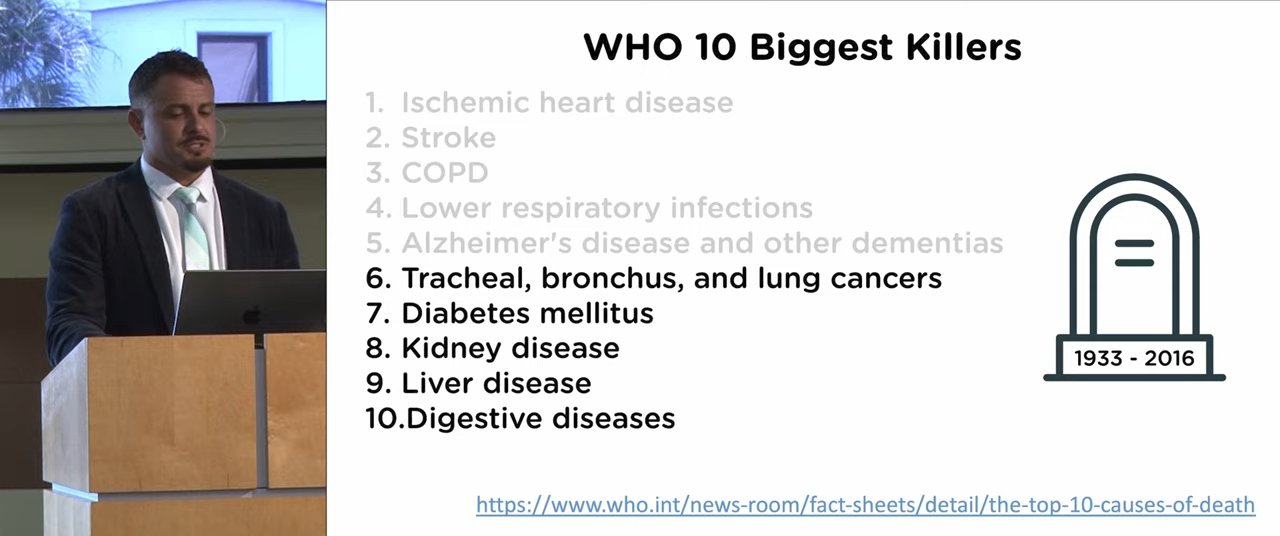 WHO 10 Biggest Killers
1. Ischemic heart disease
2. Stroke
3. COPD
4. Lower respiratory infections
5. Alzheimer's disease and other dementias
6. Tracheal, bronchus, and lung cancers
7. Diabetes mellitus
8. Kidney disease
9. Liver disease
10.Digestive diseases
1933 - 2016
https://www.who.int/news-room/fact-sheets/detail/the-top-10-causes-of-death